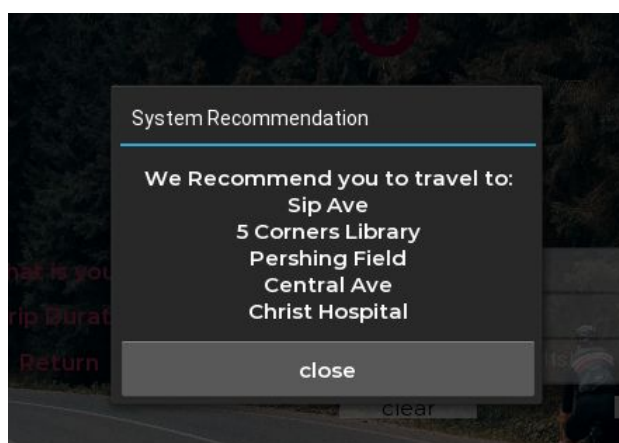 System Recommendation
We Recommend you to travel to:
Sip Ave
5 Corners Library
Pershing Field
Central Ave
Christ Hospital
Return
close
clear